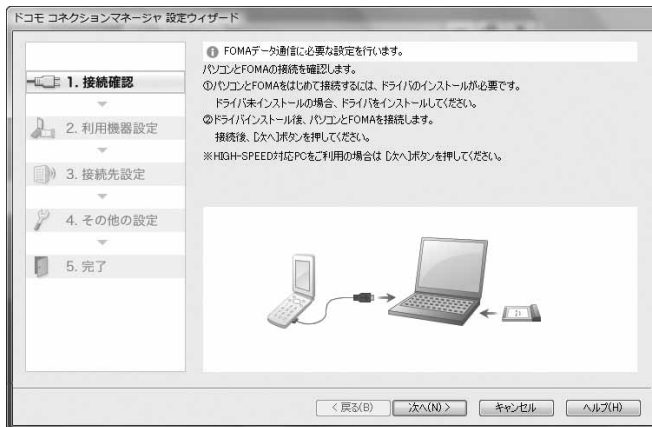 ドコモ コネクションマネージャ 設定ウィザード
1. 接続確認
2. 利用機器設定
3. 接続先設定
4. その他の設定
5. 完了
FOMAデータ通信に必要な設定を行います。
パソコンとFOMAの接続を確認します。
①パソコンとFOMAをはじめて接続するには、ドライバのインストールが必要です。
ドライバ未インストールの場合、ドライバをインストールしてください。
②ドライバインストール後、パソコンとFOMAを接続します。
接続後、[次へ]ボタンを押してください。
※HIGH-SPEED対応PCをご利用の場合は [次へ]ボタンを押してください。
< 戻る(B) 次へ(N) > キャンセル ヘルプ(H)